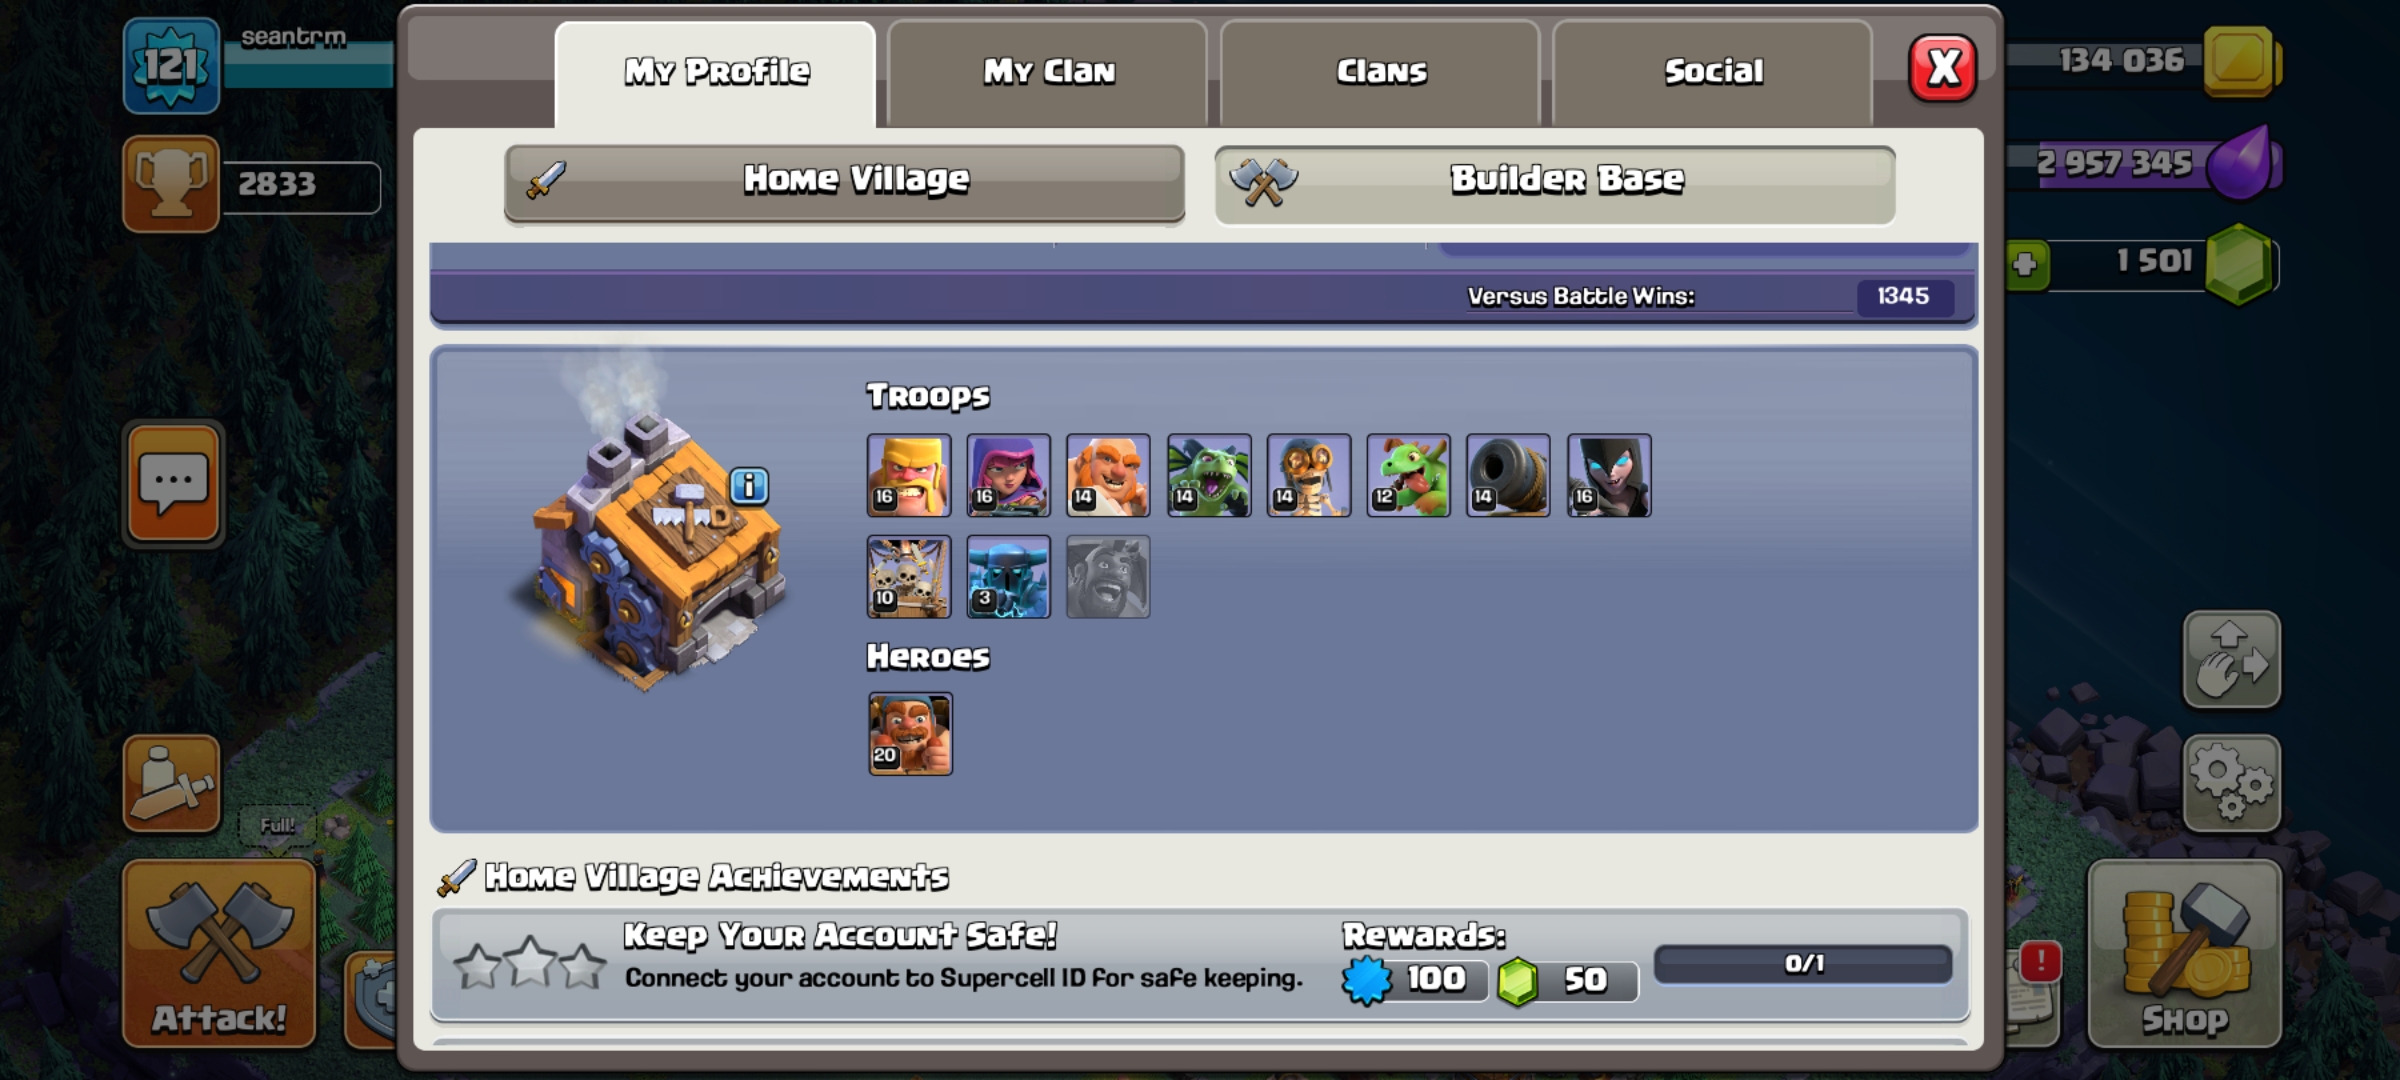 121
seantrm
2833
My Profile
My Clan
Clans
Social
X
134 036
2 957 345
1 501
Home Village
Builder Base
Versus Battle Wins:
1345
Troops
16
16
14
14
14
12
14
16
10
3
Heroes
20
i
Full!
Attack!
Home Village Achievements
Keep Your Account Safe!
Connect your account to Supercell ID for safe keeping.
Rewards:
100
50
0/1
!
Shop